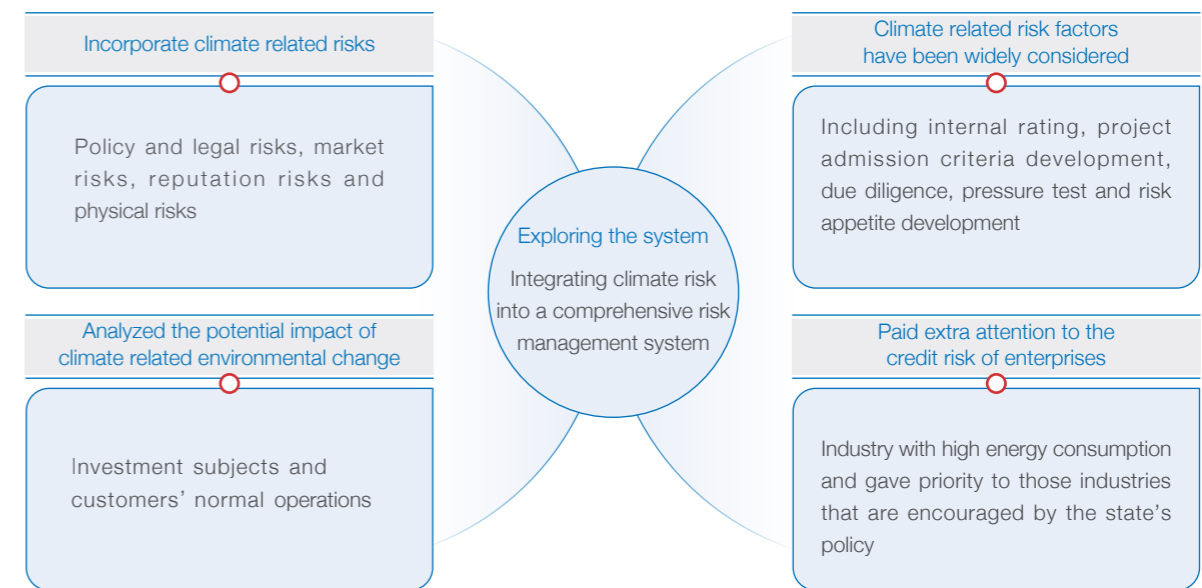 Incorporate climate related risks
Policy and legal risks, market
risks, reputation risks and
physical risks
Climate related risk factors
have been widely considered
Including internal rating, project
admission criteria development,
due diligence, pressure test and risk
appetite development
Exploring the system
Integrating climate risk
into a comprehensive risk
management system
Analyzed the potential impact of
climate related environmental change
Investment subjects and
customers’ normal operations
Paid extra attention to the
credit risk of enterprises
Industry with high energy consumption
and gave priority to those industries
that are encouraged by the state’s
policy